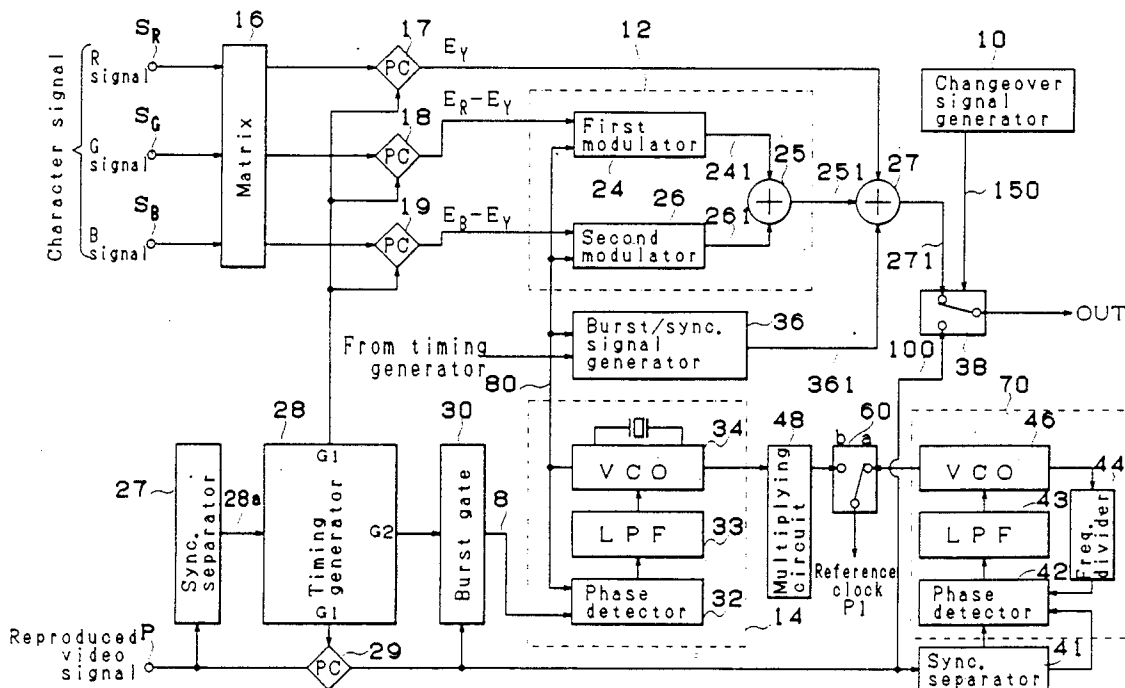 Character signal
R signal
S_R
G signal
S_G
B signal
S_B
16
Matrix
17
PC
E_Y
18
PC
E_R-E_Y
19
PC
E_B-E_Y
12
First modulator
24
241
25
Second modulator
26
261
251
27
10
Changeover signal generator
150
271
38
OUT
100
From timing generator
Burst/sync. signal generator
36
361
80
27
Sync. separator
28a
28
G1
Timing generator
G2
G1
30
Burst gate
8
34
VCO
LPF
33
Phase detector
32
14
48
Multiplying circuit
60
b a
Reference clock P1
70
46
VCO
44
Freq. divider
43
LPF
42
Phase detector
41
Sync. separator
Reproduced video signal
P
PC
29